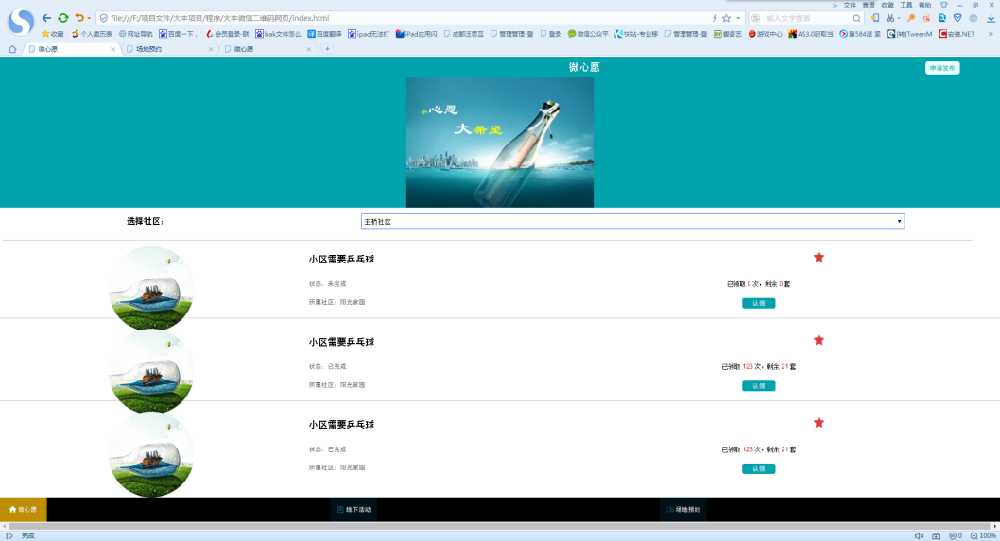 文件 查看 收藏 工具 帮助
file:///F:/项目文件/大丰项目/程序/大丰微信二维码网页/index.html
输入文字搜索
收藏 个人简历表 网址导航 百度一下, 会员登录-联 bak文件怎么 百度翻译 ipad无法打 iPad应用闪 成都泛意互 管理管理-登 登录 微信公众平 快站-专业移 管理管理-登 爱奇艺 游戏中心 AS3.0获取当 第584话 紧 [转]TweenM 安装.NET
微心愿 场地预约 微心愿
微心愿
申请发布
小心愿
大希望
选择社区:
王桥社区
小区需要乒乓球
状态: 未完成
已领取 0 次, 剩余 0 套
所属社区: 阳光家园
认领
小区需要乒乓球
状态: 已完成
已领取 123 次, 剩余 21 套
所属社区: 阳光家园
认领
小区需要乒乓球
状态: 已完成
已领取 123 次, 剩余 21 套
所属社区: 阳光家园
认领
微心愿 线下活动 场地预约
完成
0 100%